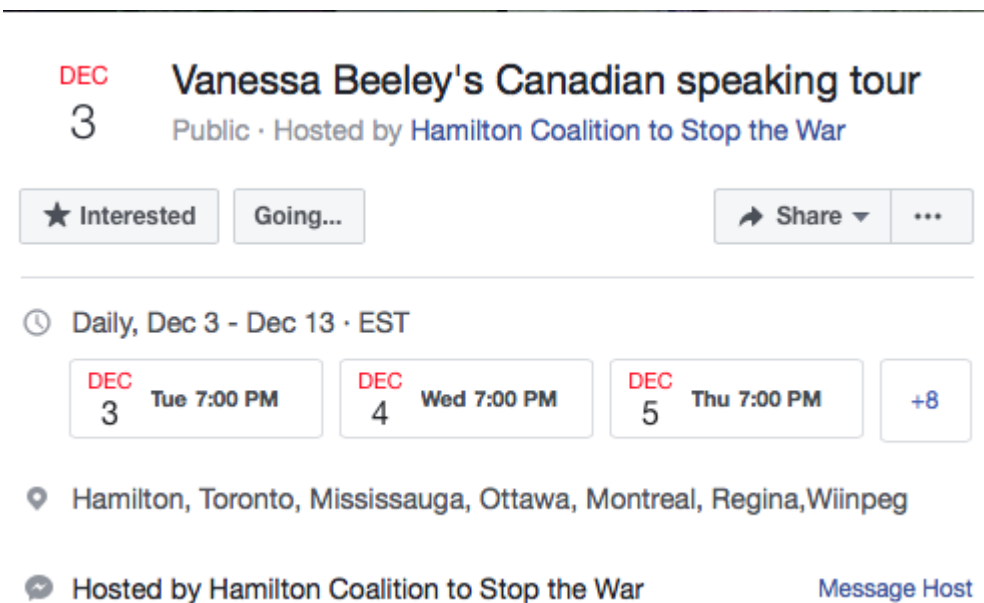 DEC
3
Vanessa Beeley's Canadian speaking tour
Public · Hosted by Hamilton Coalition to Stop the War
Interested Going... Share ...
Daily, Dec 3 - Dec 13 · EST
DEC
3
Tue 7:00 PM
DEC
4
Wed 7:00 PM
DEC
5
Thu 7:00 PM
+8
Hamilton, Toronto, Mississauga, Ottawa, Montreal, Regina,Wiinpeg
Hosted by Hamilton Coalition to Stop the War Message Host